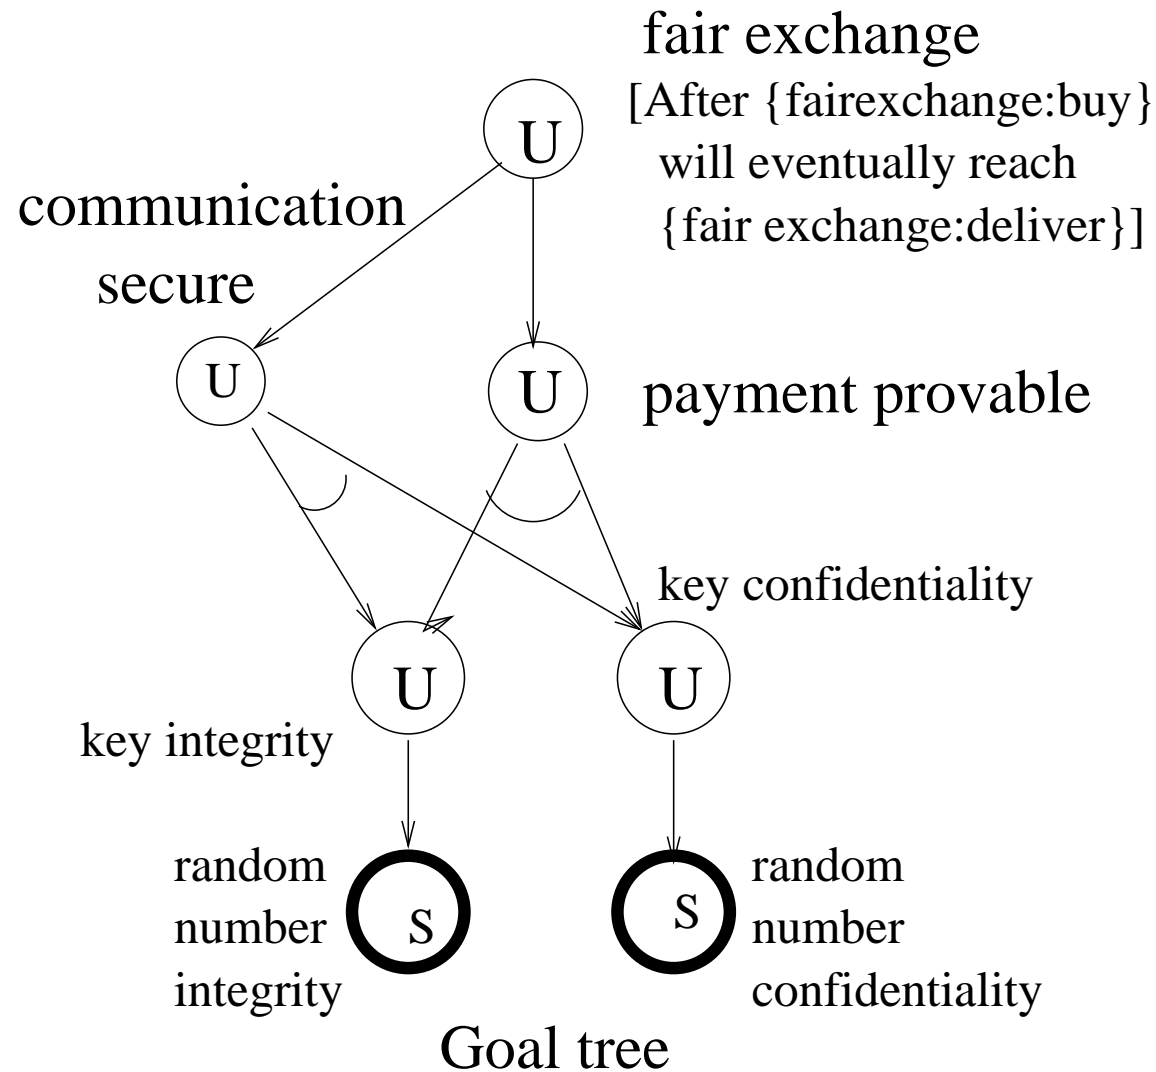 fair exchange
[After {fairexchange:buy}
will eventually reach
{fair exchange:deliver}]
U
communication
secure
U
U
payment provable
key confidentiality
U
U
key integrity
random
number
integrity
S
S
random
number
confidentiality
Goal tree